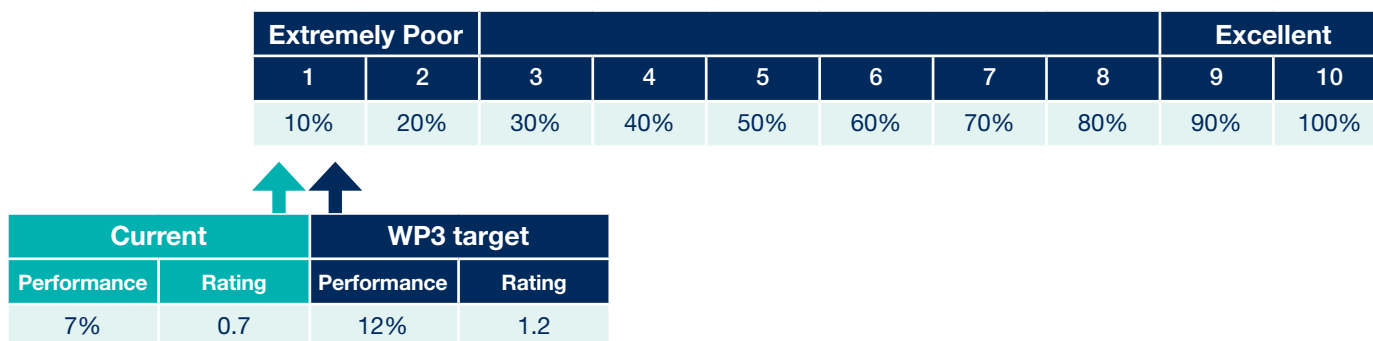 Extremely Poor Excellent
1 2 3 4 5 6 7 8 9 10
10% 20% 30% 40% 50% 60% 70% 80% 90% 100%
Current WP3 target
Performance Rating Performance Rating
7% 0.7 12% 1.2